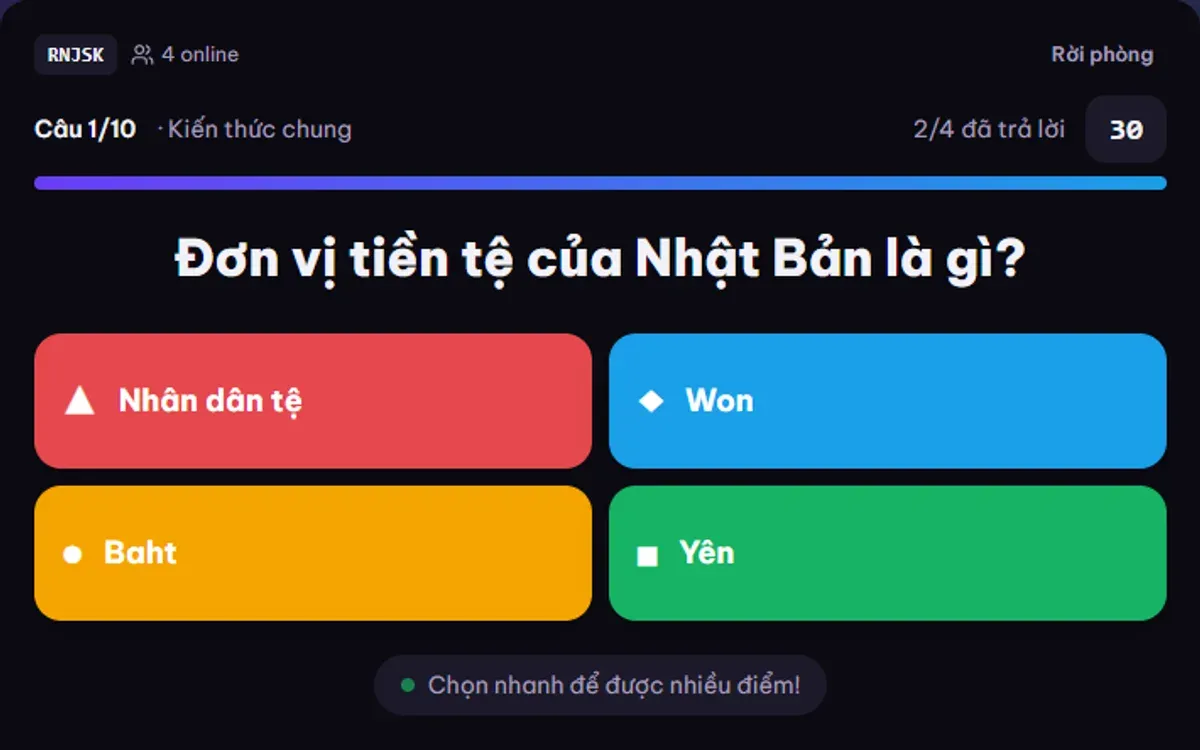 RNJSK 4 online Rời phòng
Câu 1/10 · Kiến thức chung 2/4 đã trả lời 30
Đơn vị tiền tệ của Nhật Bản là gì?
Nhân dân tệ
Won
Baht
Yên
Chọn nhanh để được nhiều điểm!